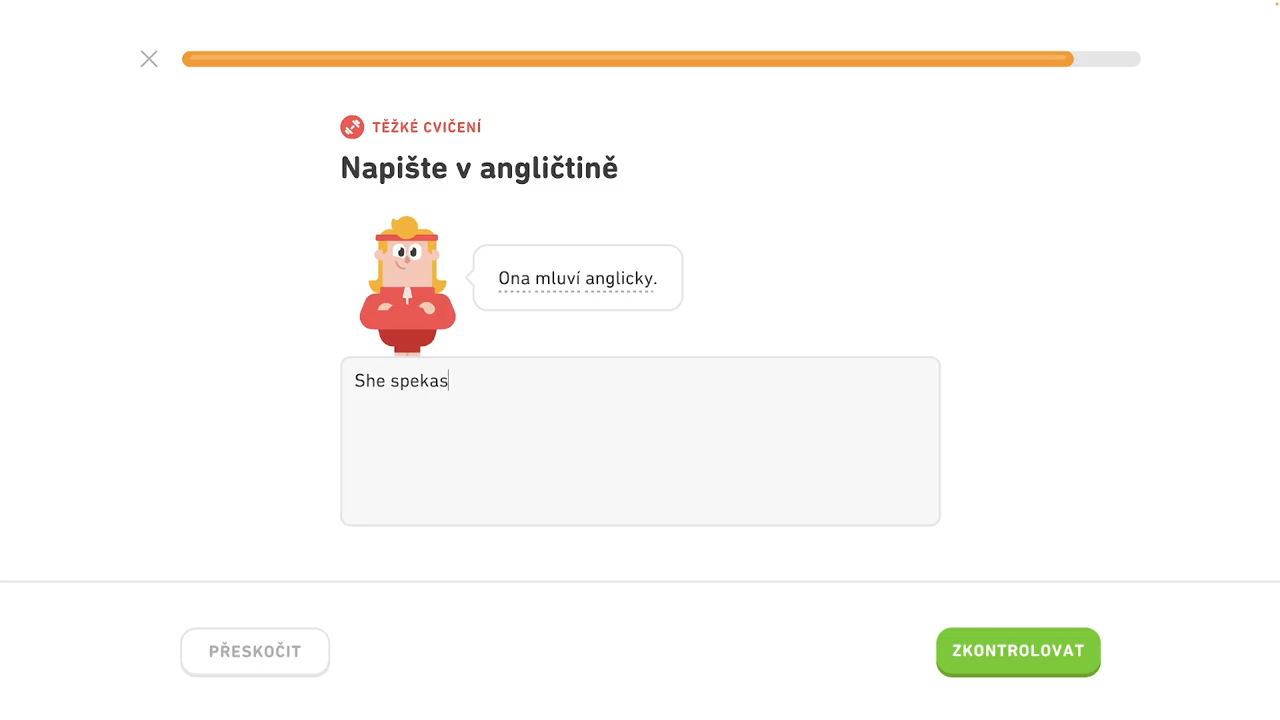 TĚŽKÉ CVIČENÍ
Napište v angličtině
Ona mluví anglicky.
She spekas
PŘESKOČIT
ZKONTROLOVAT